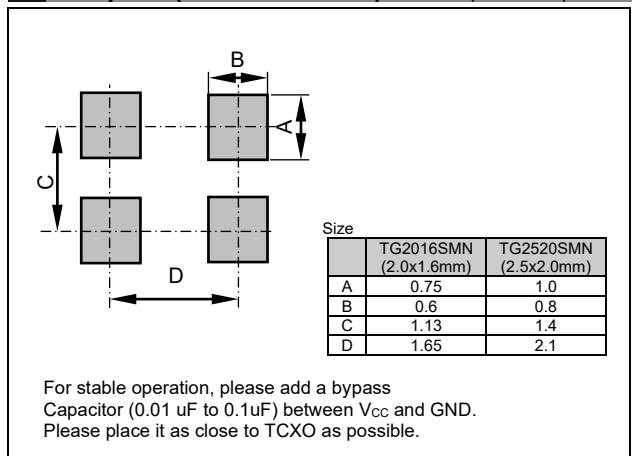 B
A
C
D
Size
TG2016SMN TG2520SMN
(2.0x1.6mm) (2.5x2.0mm)
A 0.75 1.0
B 0.6 0.8
C 1.13 1.4
D 1.65 2.1
For stable operation, please add a bypass
Capacitor (0.01 uF to 0.1uF) between Vcc and GND.
Please place it as close to TCXO as possible.